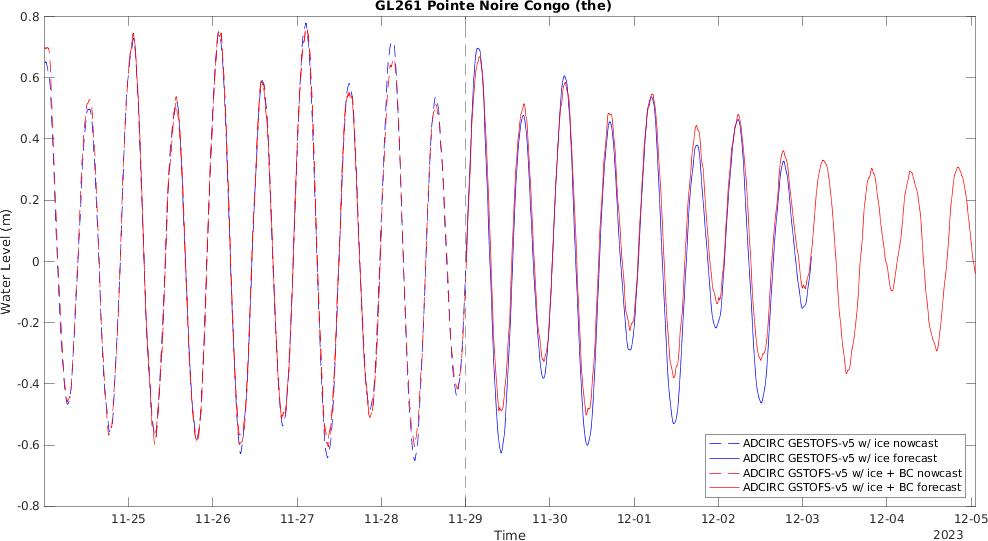 GL261 Pointe Noire Congo (the)
Water Level (m)
0.8
0.6
0.4
0.2
0
-0.2
-0.4
-0.6
-0.8
ADCIRC GESTOFS-v5 w/ ice nowcast
ADCIRC GESTOFS-v5 w/ ice forecast
ADCIRC GSTOFS-v5 w/ ice + BC nowcast
ADCIRC GSTOFS-v5 w/ ice + BC forecast
11-25 11-26 11-27 11-28 11-29 11-30 12-01 12-02 12-03 12-04 12-05
Time
2023